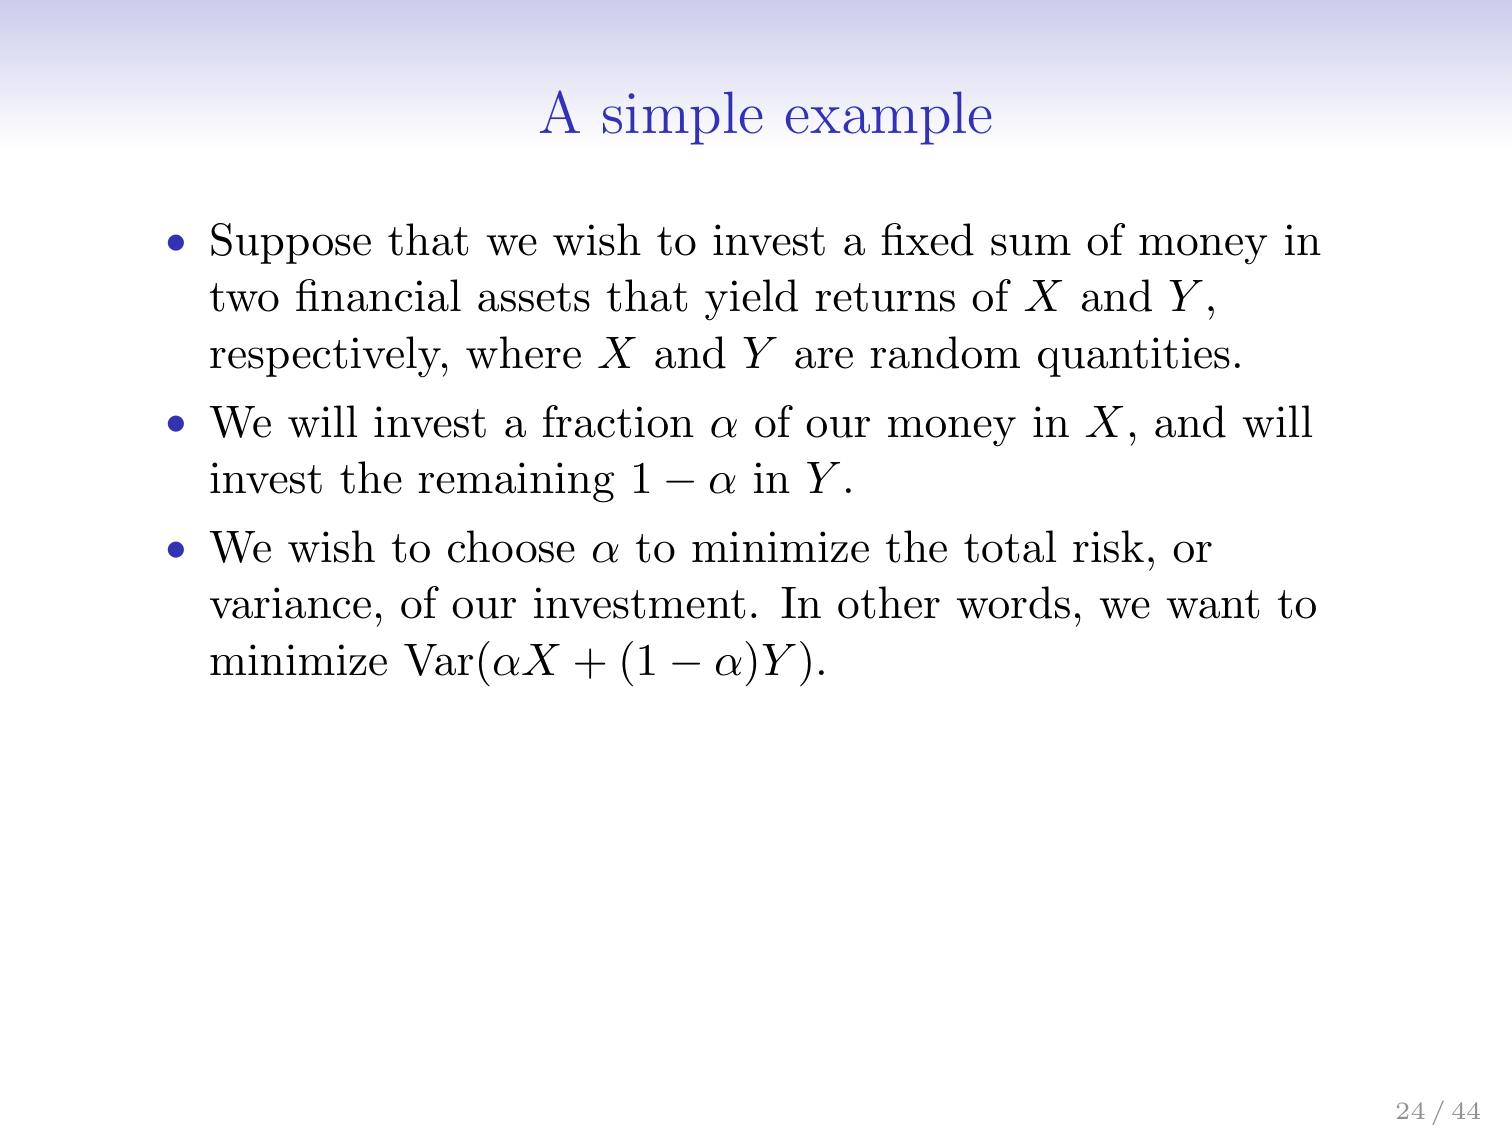 A simple example
• Suppose that we wish to invest a fixed sum of money in
two financial assets that yield returns of X and Y,
respectively, where X and Y are random quantities.
• We will invest a fraction α of our money in X, and will
invest the remaining 1 − α in Y.
• We wish to choose α to minimize the total risk, or
variance, of our investment. In other words, we want to
minimize Var(αX + (1 − α)Y).
24 / 44